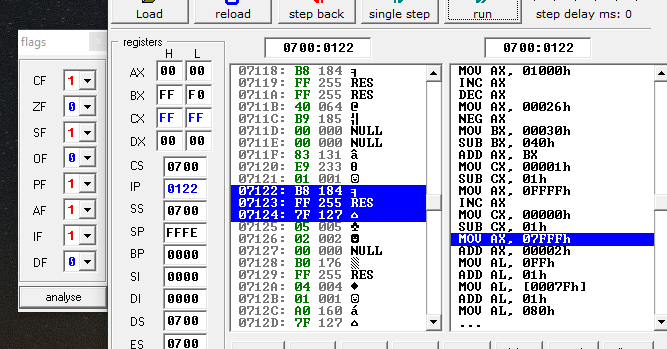 flags
CF 1
ZF 0
SF 1
OF 0
PF 1
AF 1
IF 1
DF 0
analyse
Load
reload
step back
single step
run
step delay ms: 0
registers
H L
AX 00 00
BX FF F0
CX FF FF
DX 00 00
CS 0700
IP 0122
SS 0700
SP FFFE
BP 0000
SI 0000
DI 0000
DS 0700
ES 0700
0700:0122
07118: B8 184 ╕
07119: FF 255 RES
0711A: FF 255 RES
0711B: 40 064 @
0711C: B9 185 ╣
0711D: 00 000 NULL
0711E: 00 000 NULL
0711F: 83 131 â
07120: E9 233 Θ
07121: 01 001 ☺
07122: B8 184 ╕
07123: FF 255 RES
07124: 7F 127 ⌂
07125: 05 005 ♣
07126: 02 002 ☻
07127: 00 000 NULL
07128: B0 176 ░
07129: FF 255 RES
0712A: 04 004 ♦
0712B: 01 001 ☺
0712C: A0 160 á
0712D: 7F 127 ⌂
0700:0122
MOV AX, 01000h
INC AX
DEC AX
MOV AX, 00026h
NEG AX
MOV BX, 00030h
SUB BX, 040h
ADD AX, BX
MOV CX, 00001h
SUB CX, 01h
MOV AX, 0FFFFh
INC AX
MOV CX, 00000h
SUB CX, 01h
MOV AX, 07FFFh
ADD AX, 00002h
MOV AL, 0FFh
ADD AL, 01h
MOV AL, [0007Fh]
ADD AL, 01h
MOV AL, 080h
...